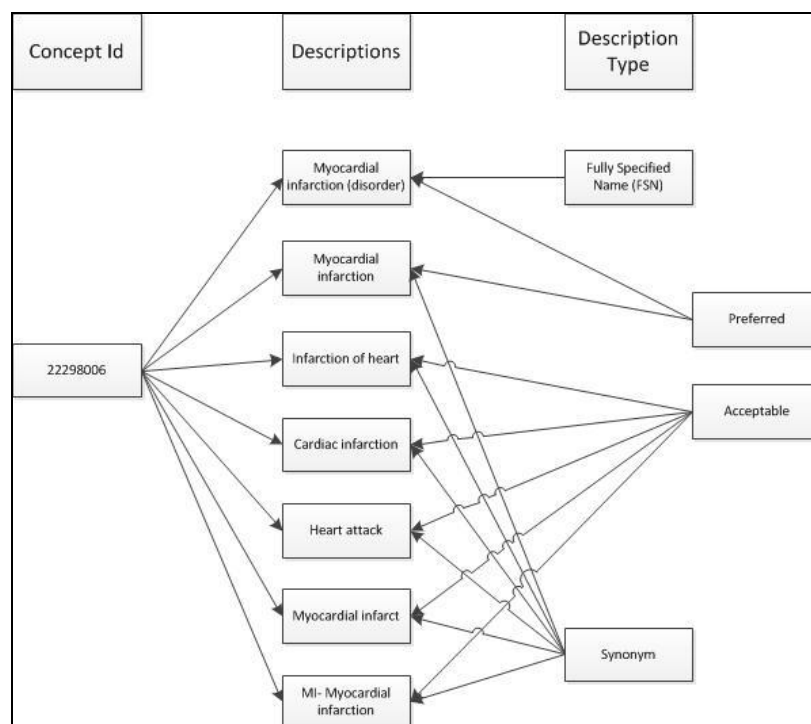 Concept Id
Descriptions
Description
Type
Myocardial
infarction (disorder)
Fully Specified
Name (FSN)
Myocardial
infarction
Preferred
22298006
Infarction of heart
Acceptable
Cardiac infarction
Heart attack
Myocardial infarct
Synonym
MI- Myocardial
infarction